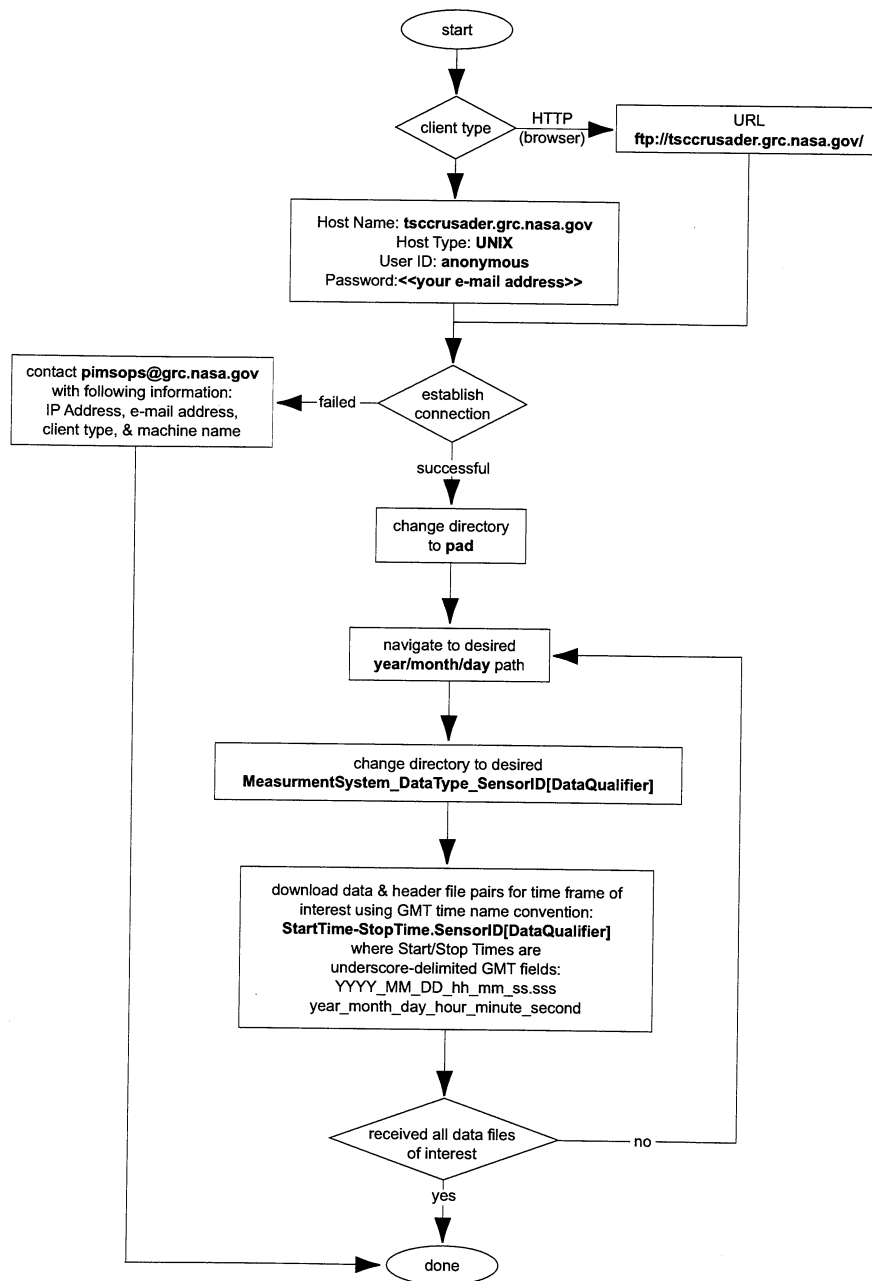 start
client type
HTTP
(browser)
URL
ftp://tsccrusader.grc.nasa.gov/
Host Name: tsccrusader.grc.nasa.gov
Host Type: UNIX
User ID: anonymous
Password:<<your e-mail address>>
contact pimsops@grc.nasa.gov
with following information:
IP Address, e-mail address,
client type, & machine name
failed
establish
connection
successful
change directory
to pad
navigate to desired
year/month/day path
change directory to desired
MeasurmentSystem_DataType_SensorID[DataQualifier]
download data & header file pairs for time frame of
interest using GMT time name convention:
StartTime-StopTime.SensorID[DataQualifier]
where Start/Stop Times are
underscore-delimited GMT fields:
YYYY_MM_DD_hh_mm_ss.sss
year_month_day_hour_minute_second
received all data files
of interest
no
yes
done